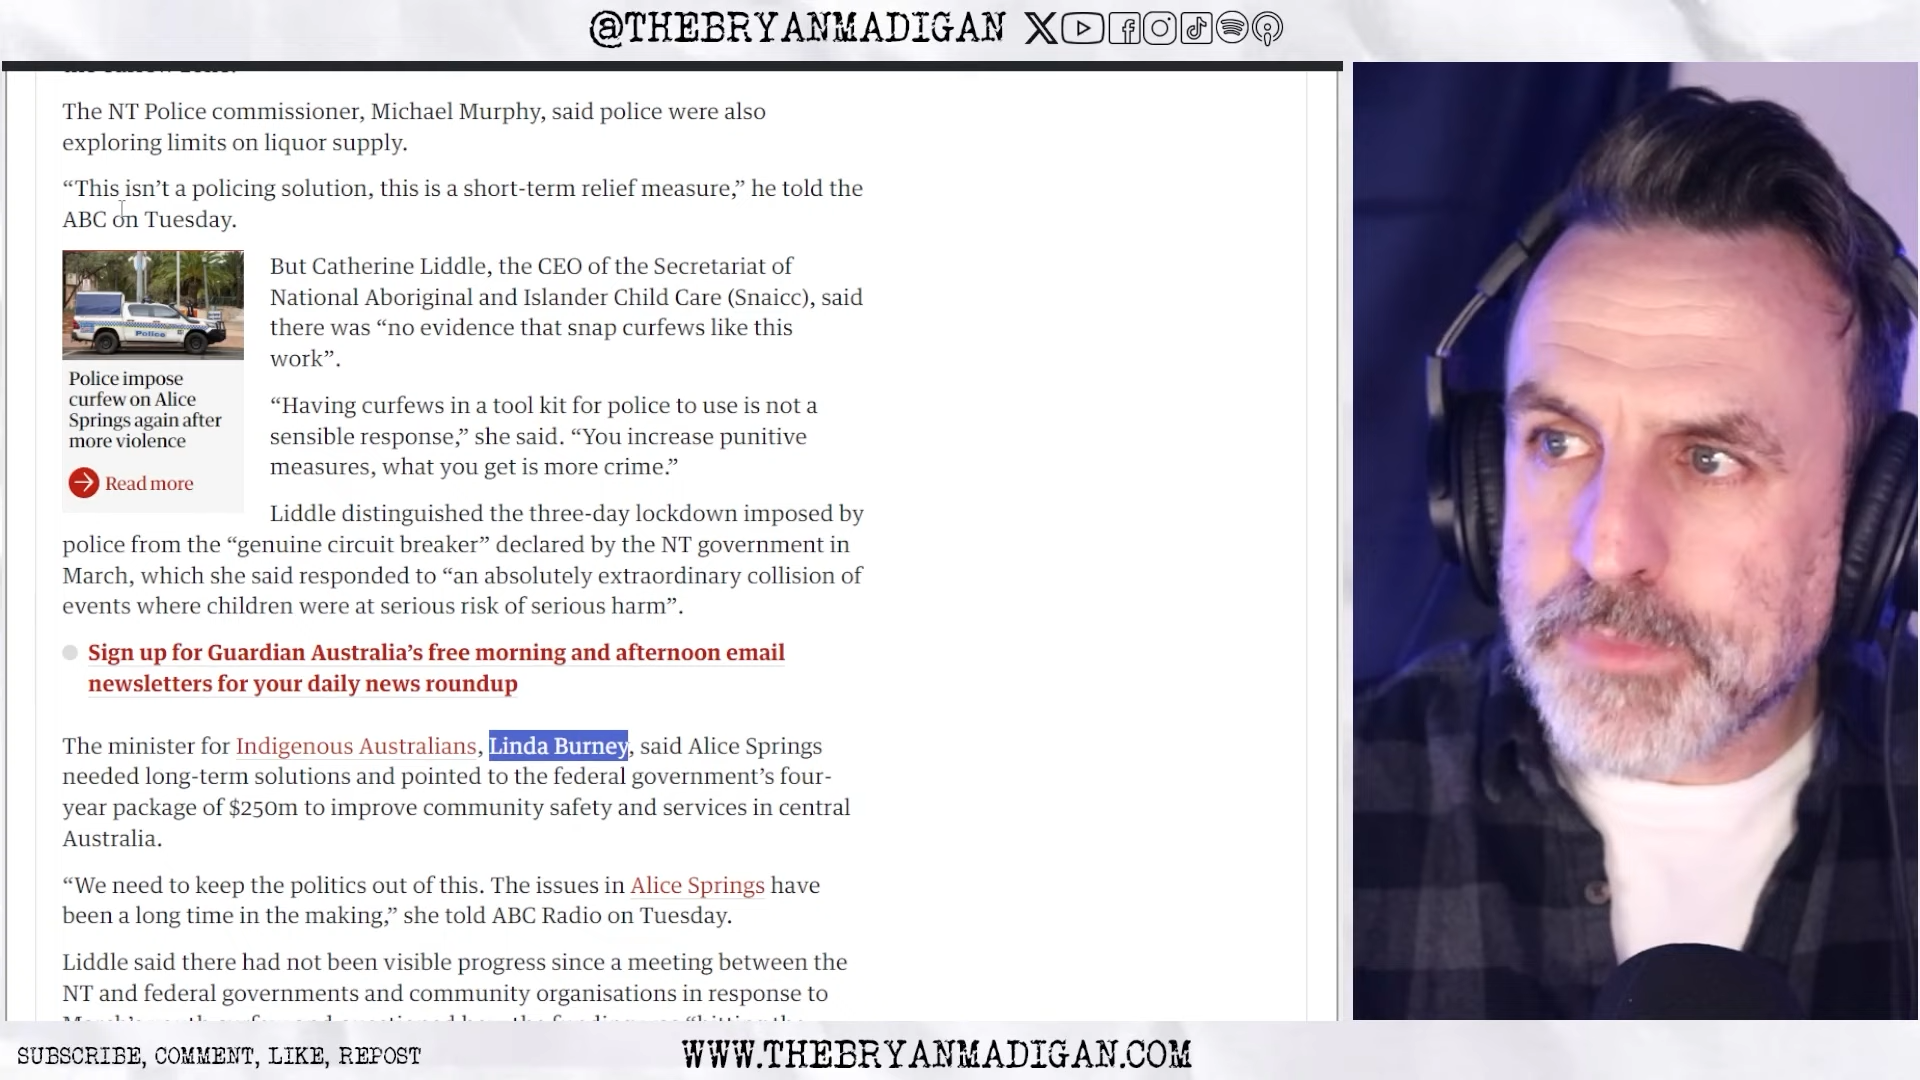 @THEBRYANMADIGAN
The NT Police commissioner, Michael Murphy, said police were also
exploring limits on liquor supply.
“This isn’t a policing solution, this is a short-term relief measure,” he told the
ABC on Tuesday.
Police
Police impose
curfew on Alice
Springs again after
more violence
Read more
But Catherine Liddle, the CEO of the Secretariat of
National Aboriginal and Islander Child Care (Snaicc), said
there was “no evidence that snap curfews like this
work”.
“Having curfews in a tool kit for police to use is not a
sensible response,” she said. “You increase punitive
measures, what you get is more crime.”
Liddle distinguished the three-day lockdown imposed by
police from the “genuine circuit breaker” declared by the NT government in
March, which she said responded to “an absolutely extraordinary collision of
events where children were at serious risk of serious harm”.
Sign up for Guardian Australia’s free morning and afternoon email
newsletters for your daily news roundup
The minister for Indigenous Australians, Linda Burney, said Alice Springs
needed long-term solutions and pointed to the federal government’s four-
year package of $250m to improve community safety and services in central
Australia.
“We need to keep the politics out of this. The issues in Alice Springs have
been a long time in the making,” she told ABC Radio on Tuesday.
Liddle said there had not been visible progress since a meeting between the
NT and federal governments and community organisations in response to
SUBSCRIBE, COMMENT, LIKE, REPOST
WWW.THEBRYANMADIGAN.COM